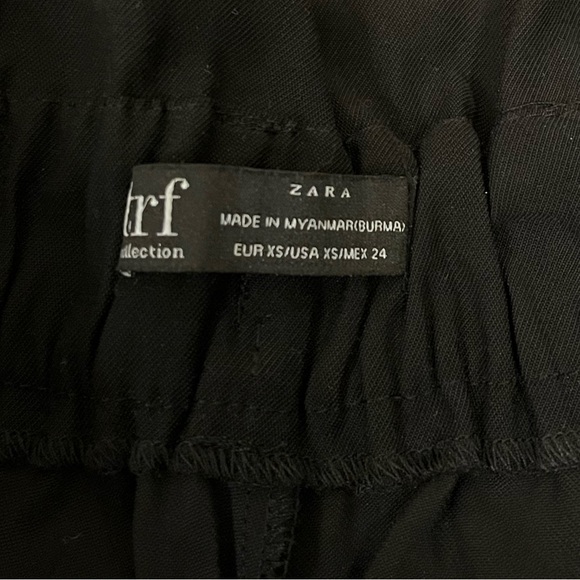 trf
ollection
ZARA
MADE IN MYANMAR(BURMA)
EUR XS/USA XS/MEX 24